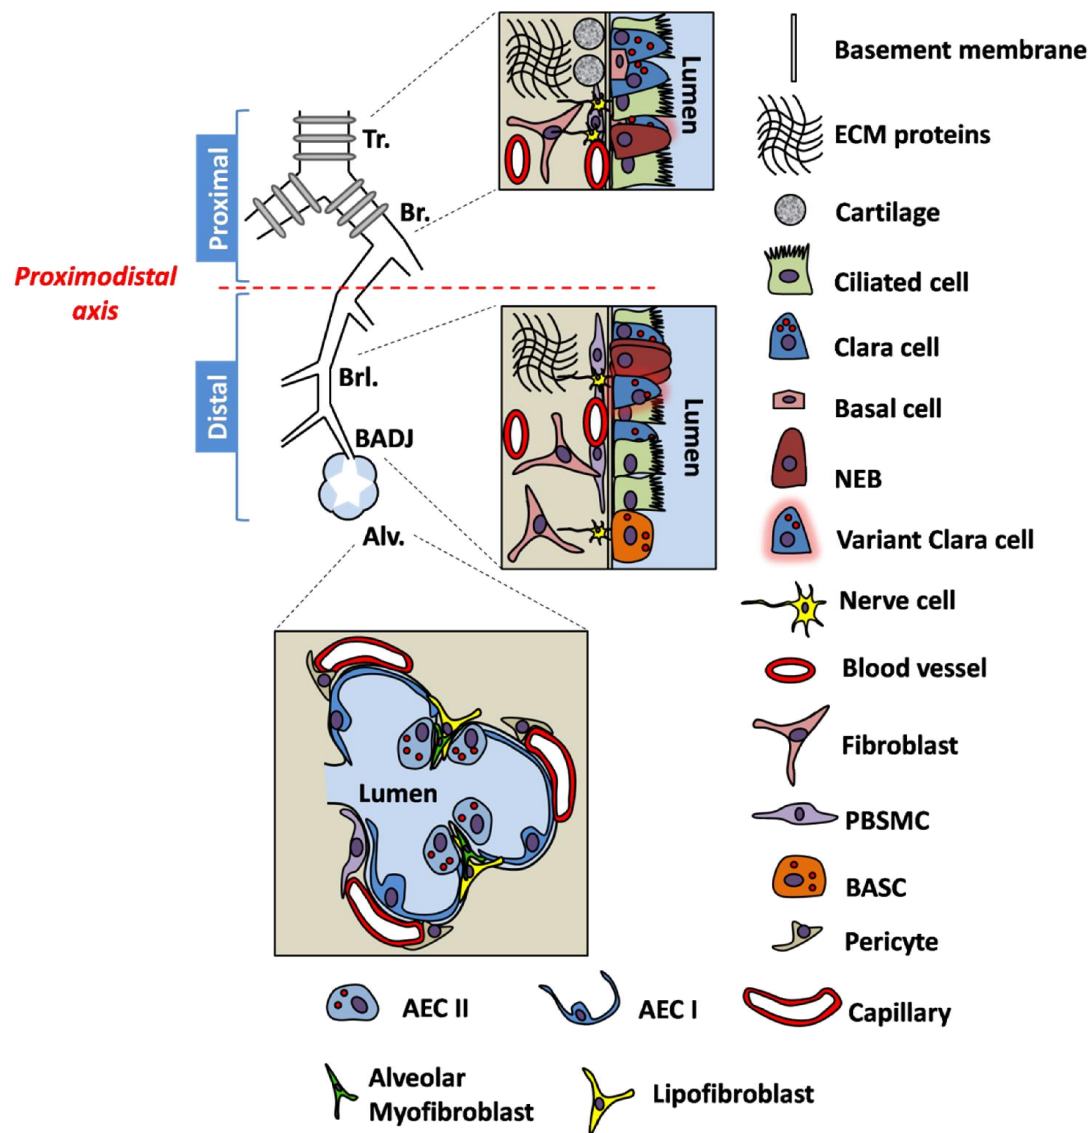 Proximal
Distal
Proximodistal
axis
Tr.
Br.
Brl.
BADJ
Alv.
Lumen
Lumen
Lumen
Basement membrane
ECM proteins
Cartilage
Ciliated cell
Clara cell
Basal cell
NEB
Variant Clara cell
Nerve cell
Blood vessel
Fibroblast
PBSMC
BASC
Pericyte
AEC II
AEC I
Capillary
Alveolar
Myofibroblast
Lipofibroblast